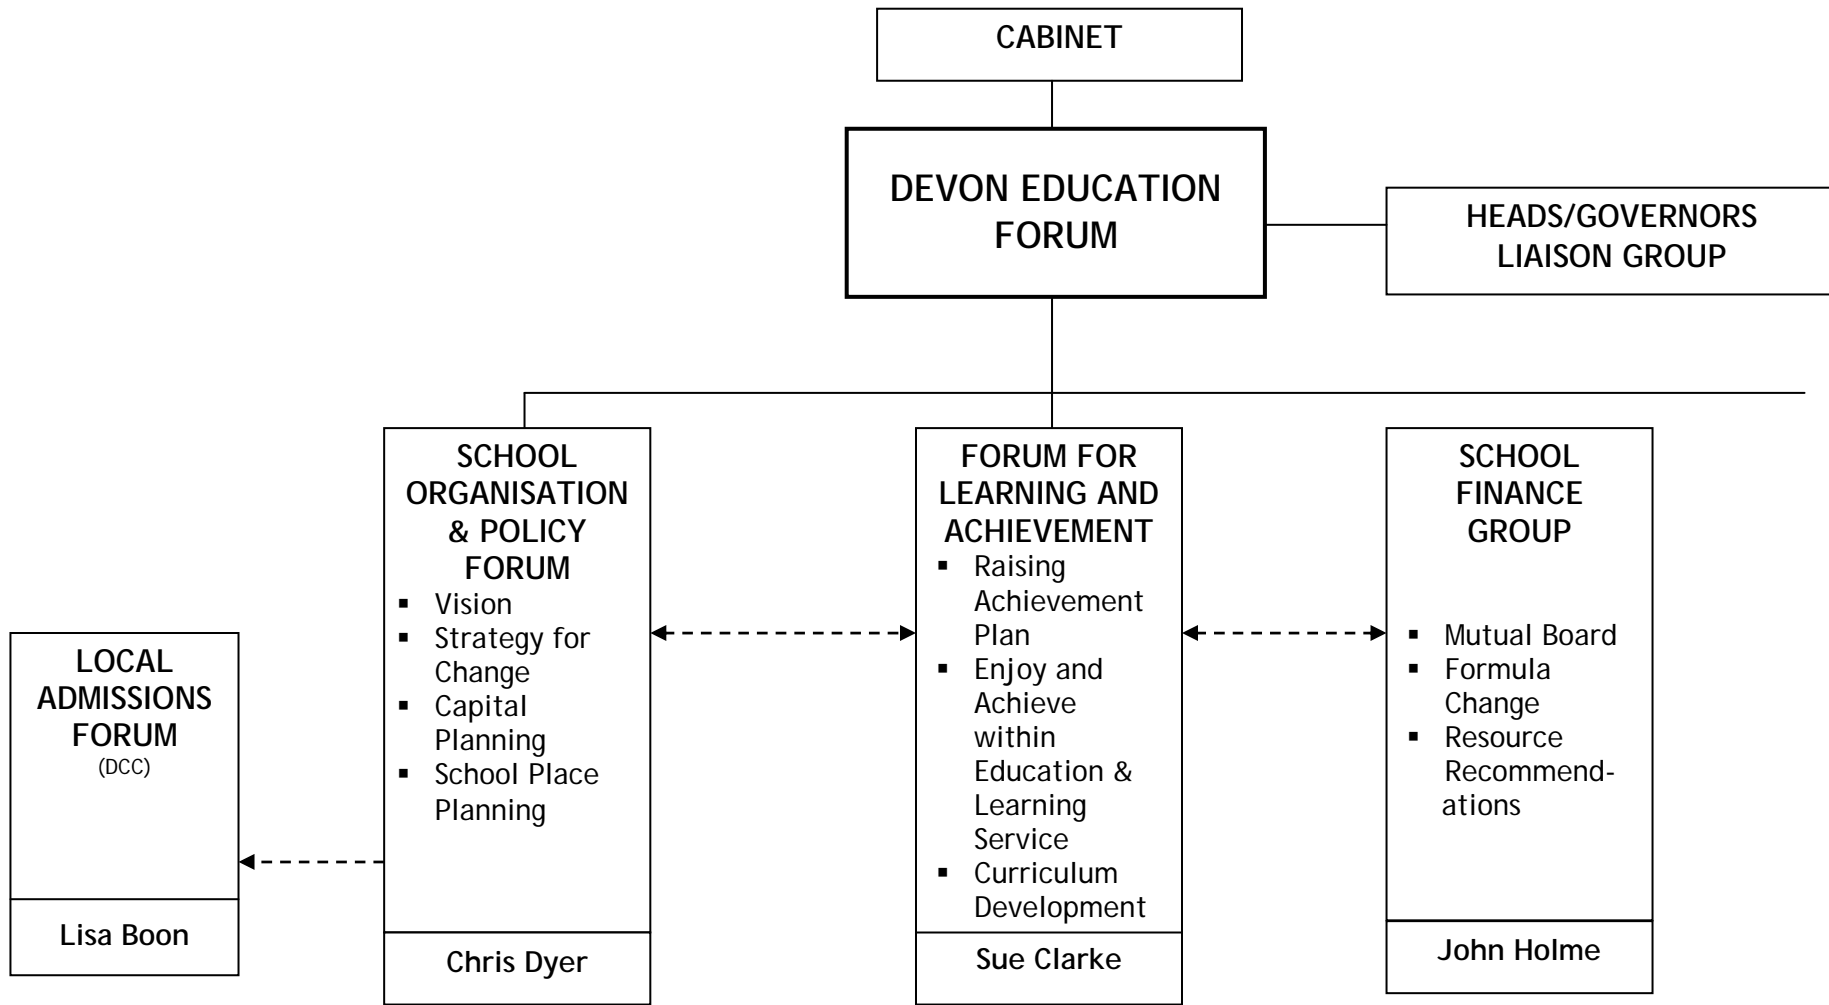 CABINET
DEVON EDUCATION
FORUM
HEADS/GOVERNORS
LIAISON GROUP
SCHOOL
ORGANISATION
& POLICY
FORUM
▪ Vision
▪ Strategy for
Change
▪ Capital
Planning
▪ School Place
Planning
Chris Dyer
FORUM FOR
LEARNING AND
ACHIEVEMENT
▪ Raising
Achievement
Plan
▪ Enjoy and
Achieve
within
Education &
Learning
Service
▪ Curriculum
Development
Sue Clarke
SCHOOL
FINANCE
GROUP
▪ Mutual Board
▪ Formula
Change
▪ Resource
Recommend-
ations
John Holme
LOCAL
ADMISSIONS
FORUM
(DCC)
Lisa Boon